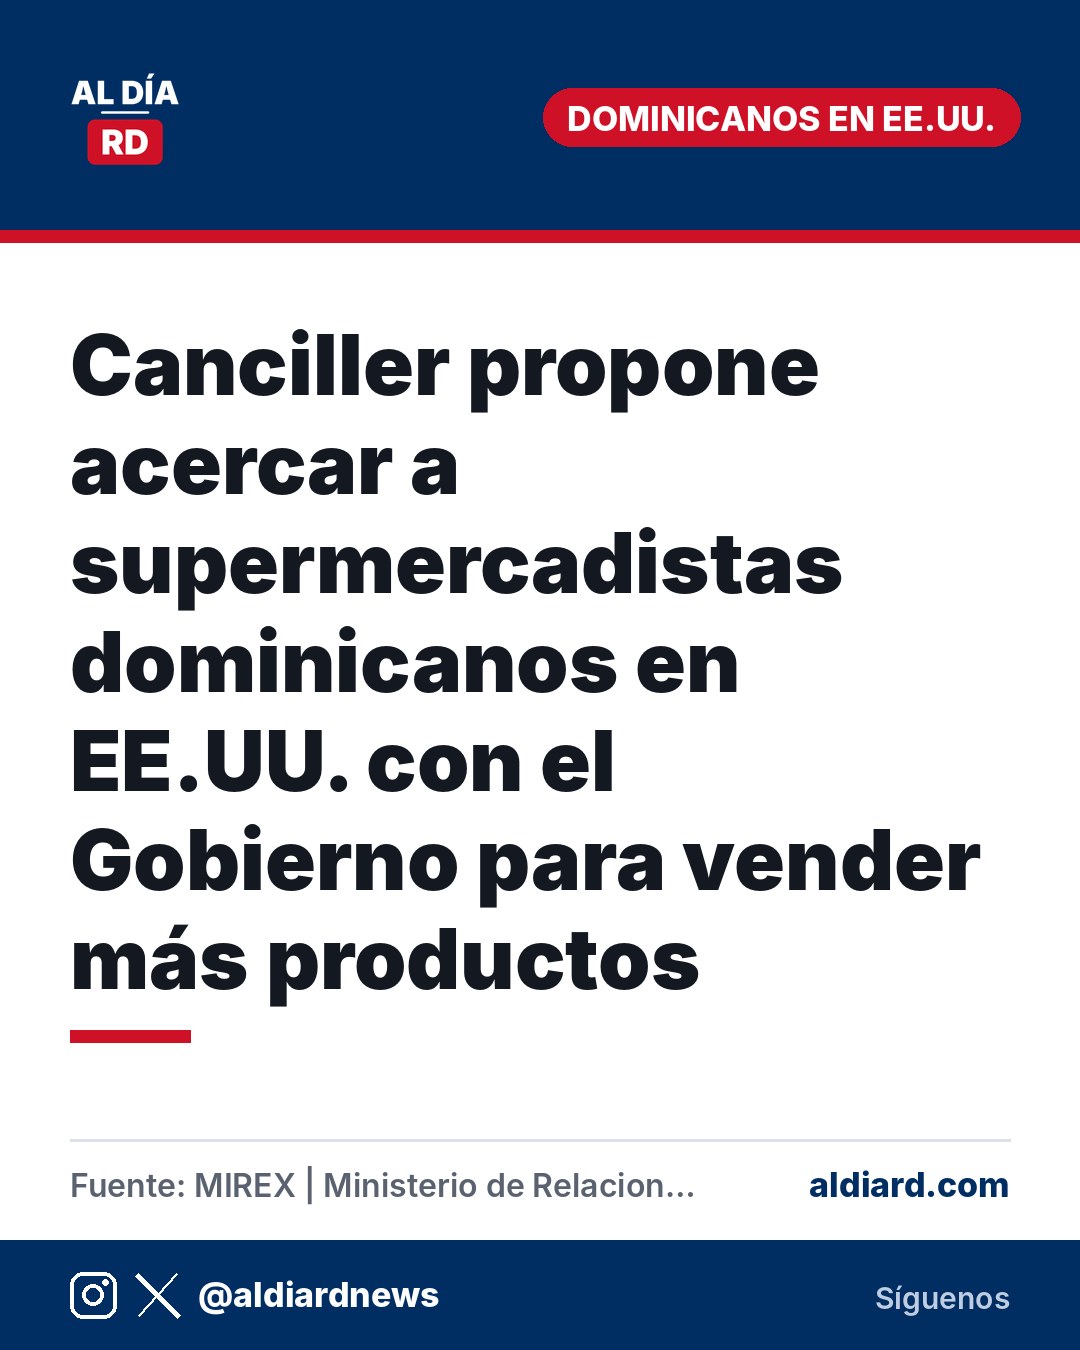 AL DÍA
RD
DOMINICANOS EN EE.UU.
Canciller propone
acercar a
supermercadistas
dominicanos en
EE.UU. con el
Gobierno para vender
más productos
Fuente: MIREX | Ministerio de Relacion...
aldiard.com
@aldiardnews
Síguenos